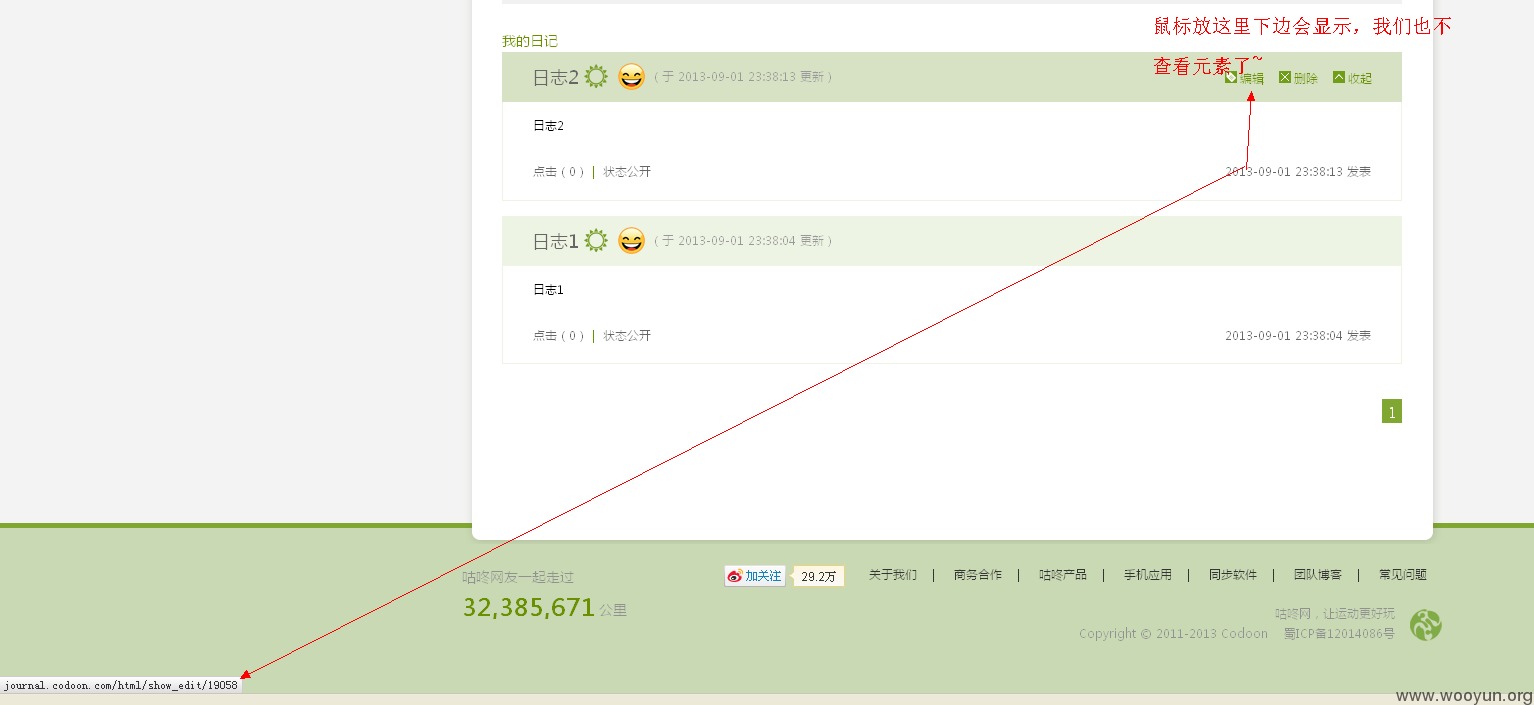 鼠标放这里下边会显示，我们也不
查看元素了~
我的日记
日志2 （于 2013-09-01 23:38:13 更新） 编辑 删除 收起
日志2
点击（0） | 状态公开 2013-09-01 23:38:13 发表
日志1 （于 2013-09-01 23:38:04 更新）
日志1
点击（0） | 状态公开 2013-09-01 23:38:04 发表
1
咕咚网友一起走过
32,385,671 公里
加关注 29.2万
关于我们 | 商务合作 | 咕咚产品 | 手机应用 | 同步软件 | 团队博客 | 常见问题
咕咚网，让运动更好玩
Copyright © 2011-2013 Codoon 蜀ICP备12014086号
journal.codoon.com/html/show_edit/19058
www.wooyun.org